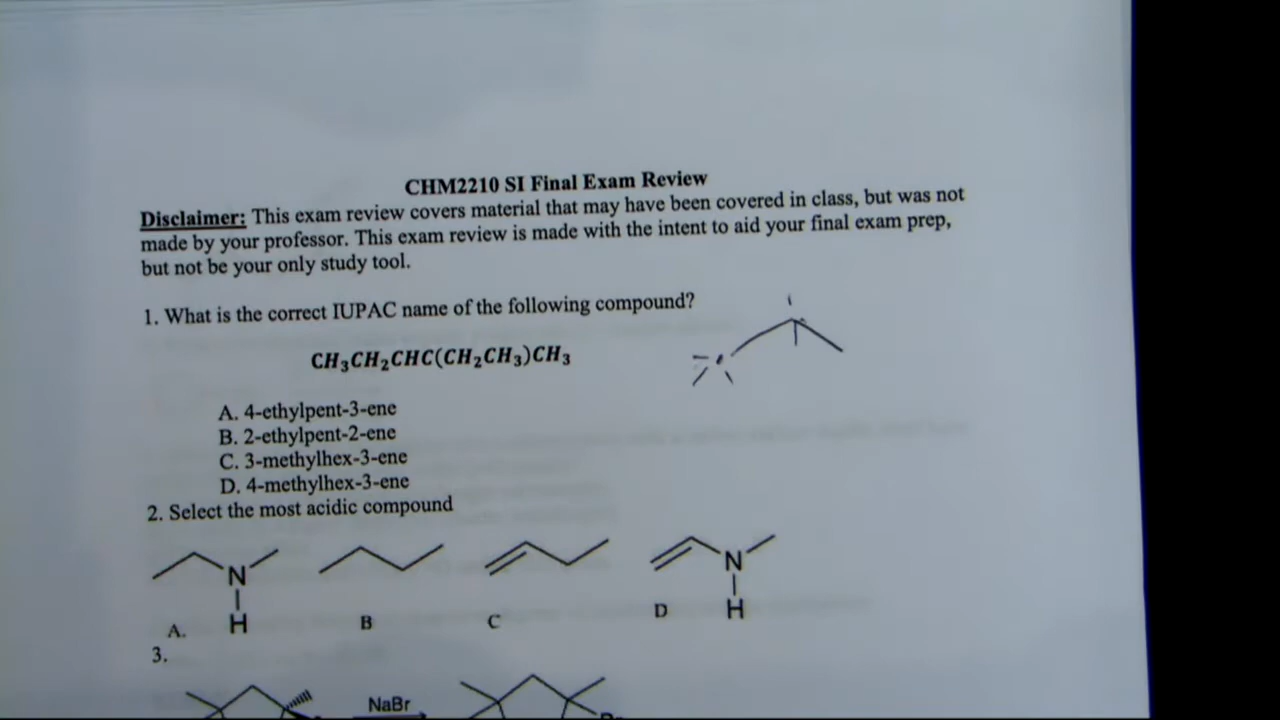 CHM2210 SI Final Exam Review
Disclaimer: This exam review covers material that may have been covered in class, but was not
made by your professor. This exam review is made with the intent to aid your final exam prep,
but not be your only study tool.
1. What is the correct IUPAC name of the following compound?
CH₃CH₂CHC(CH₂CH₃)CH₃
A. 4-ethylpent-3-ene
B. 2-ethylpent-2-ene
C. 3-methylhex-3-ene
D. 4-methylhex-3-ene
2. Select the most acidic compound
N
H
N
H
A.
B
C
D
3.
NaBr